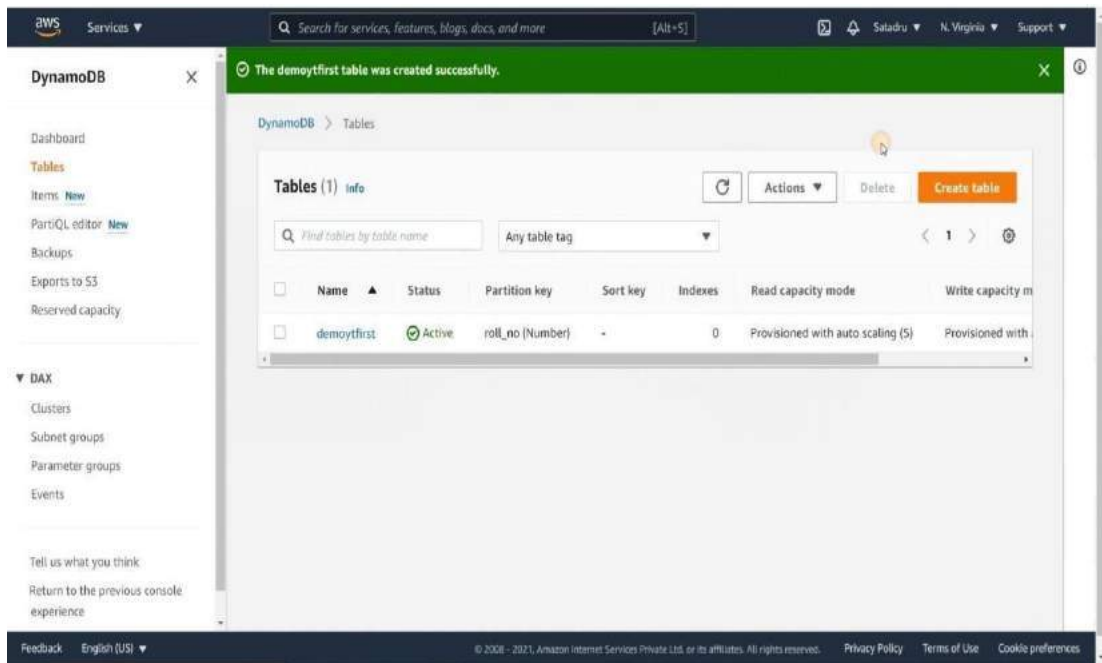 aws Services ▼ Search for services, features, blogs, docs, and more [Alt+S] Satadru ▼ N. Virginia ▼ Support ▼
DynamoDB
Dashboard
Tables
Items New
PartiQL editor New
Backups
Exports to S3
Reserved capacity
▼ DAX
Clusters
Subnet groups
Parameter groups
Events
Tell us what you think
Return to the previous console
experience
The demoytfirst table was created successfully.
DynamoDB > Tables
Tables (1) Info
Actions ▼ Delete Create table
Find tables by table name Any table tag ▼ < 1 >
Name ▲ Status Partition key Sort key Indexes Read capacity mode Write capacity m
demoytfirst Active roll_no (Number) - 0 Provisioned with auto scaling (5) Provisioned with
Feedback English (US) ▼ © 2008 - 2021, Amazon Internet Services Private Ltd. or its affiliates. All rights reserved. Privacy Policy Terms of Use Cookie preferences